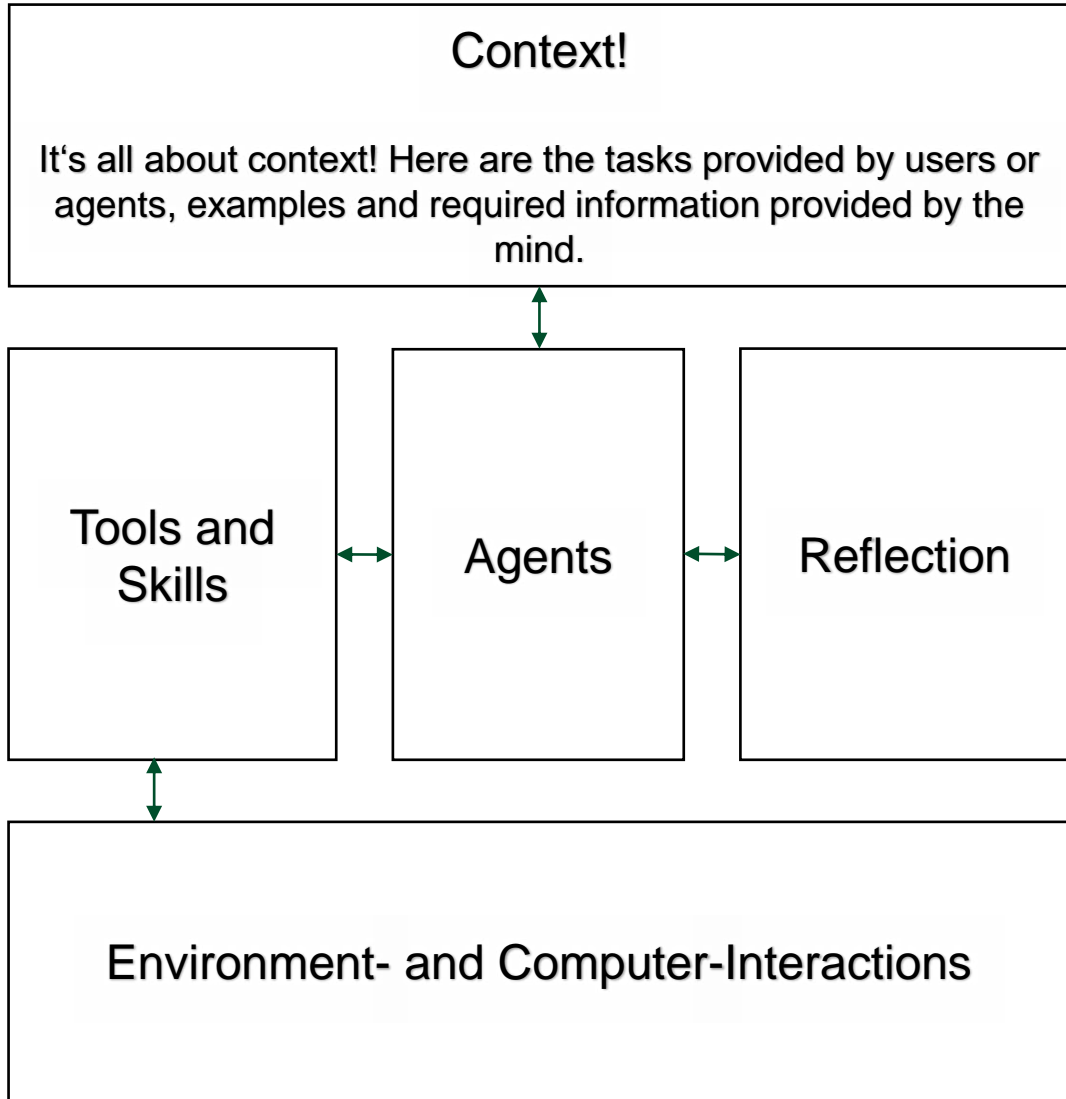 Context!
It‘s all about context! Here are the tasks provided by users or
agents, examples and required information provided by the
mind.
Tools and
Skills
Agents
Reflection
Environment- and Computer-Interactions